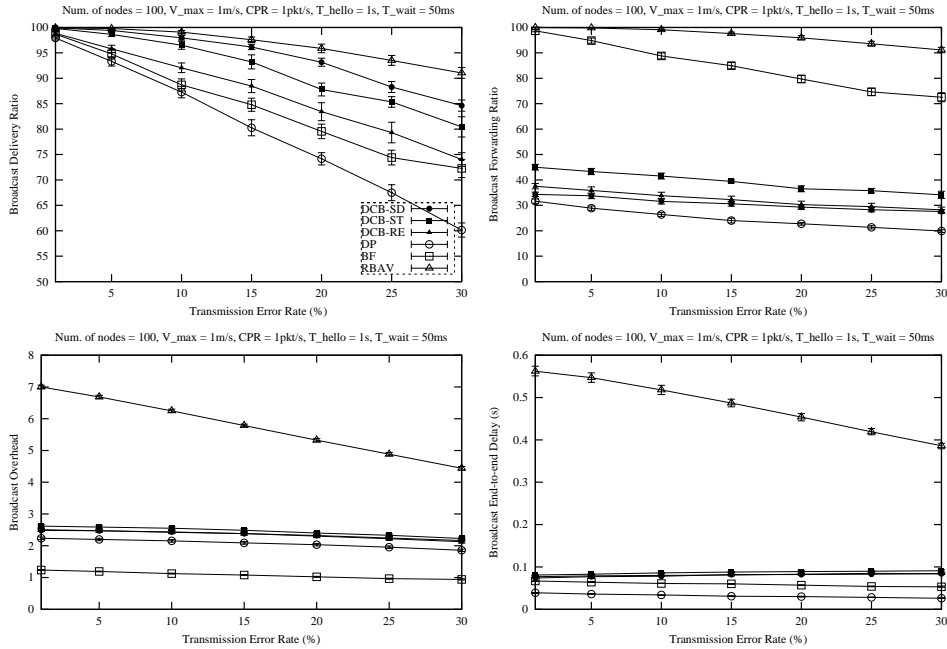 Num. of nodes = 100, V_max = 1m/s, CPR = 1pkt/s, T_hello = 1s, T_wait = 50ms
100
95
90
85
80
75
70
65
60
55
50
Broadcast Delivery Ratio
DCB-SD
DCB-ST
DCB-RE
DP
BF
RBAV
5 10 15 20 25 30
Transmission Error Rate (%)
Num. of nodes = 100, V_max = 1m/s, CPR = 1pkt/s, T_hello = 1s, T_wait = 50ms
100
90
80
70
60
50
40
30
20
10
0
Broadcast Forwarding Ratio
5 10 15 20 25 30
Transmission Error Rate (%)
Num. of nodes = 100, V_max = 1m/s, CPR = 1pkt/s, T_hello = 1s, T_wait = 50ms
8
7
6
5
4
3
2
1
0
Broadcast Overhead
5 10 15 20 25 30
Transmission Error Rate (%)
Num. of nodes = 100, V_max = 1m/s, CPR = 1pkt/s, T_hello = 1s, T_wait = 50ms
0.6
0.5
0.4
0.3
0.2
0.1
0
Broadcast End-to-end Delay (s)
5 10 15 20 25 30
Transmission Error Rate (%)